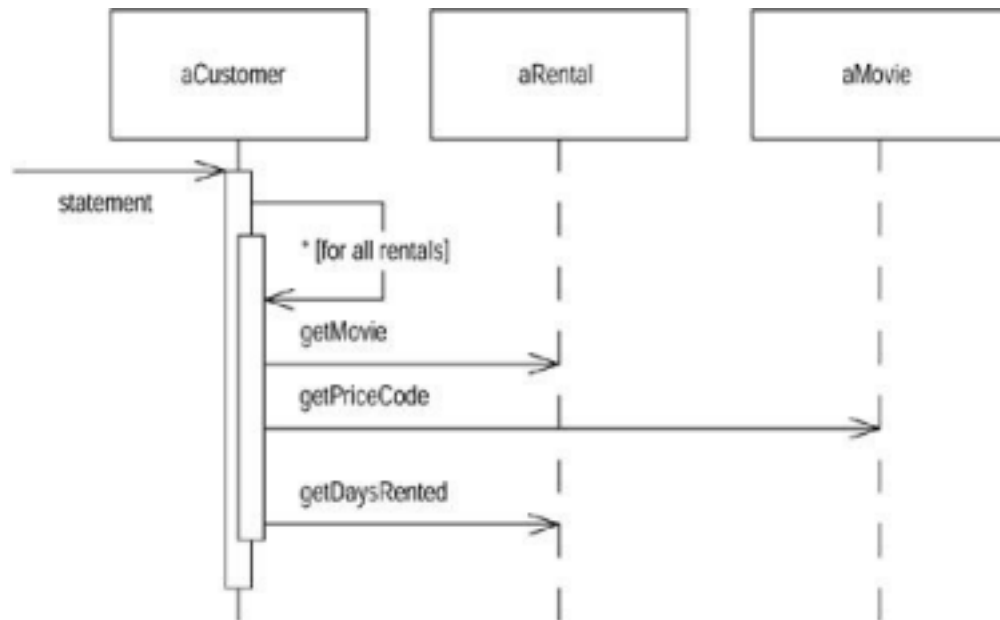 aCustomer
aRental
aMovie
statement
* [for all rentals]
getMovie
getPriceCode
getDaysRented